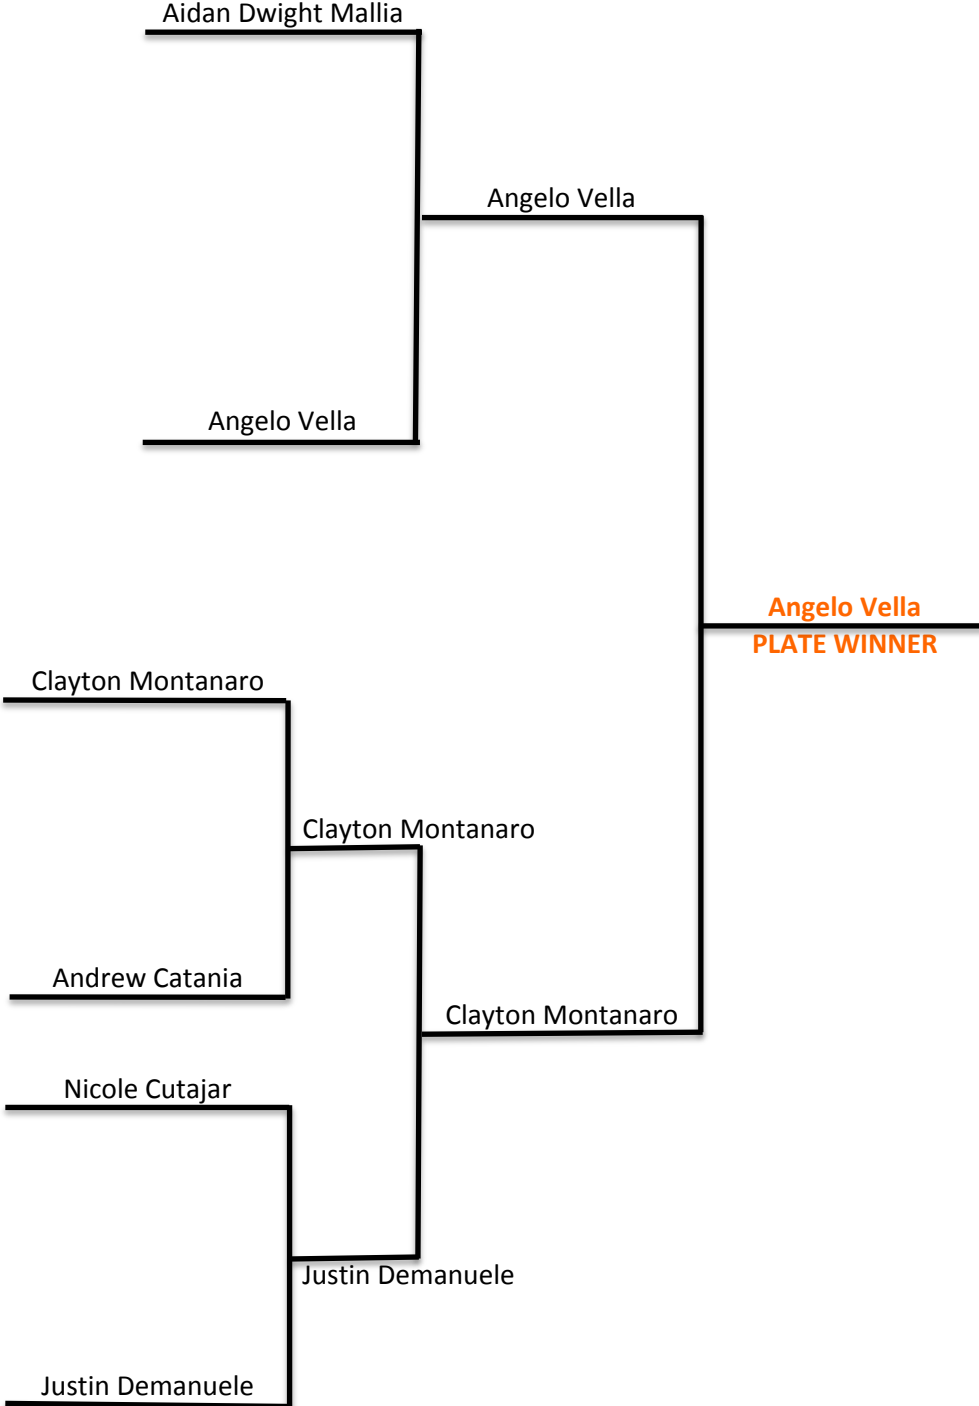 Aidan Dwight Mallia
Angelo Vella
Angelo Vella
Angelo Vella
PLATE WINNER
Clayton Montanaro
Clayton Montanaro
Andrew Catania
Clayton Montanaro
Nicole Cutajar
Justin Demanuele
Justin Demanuele